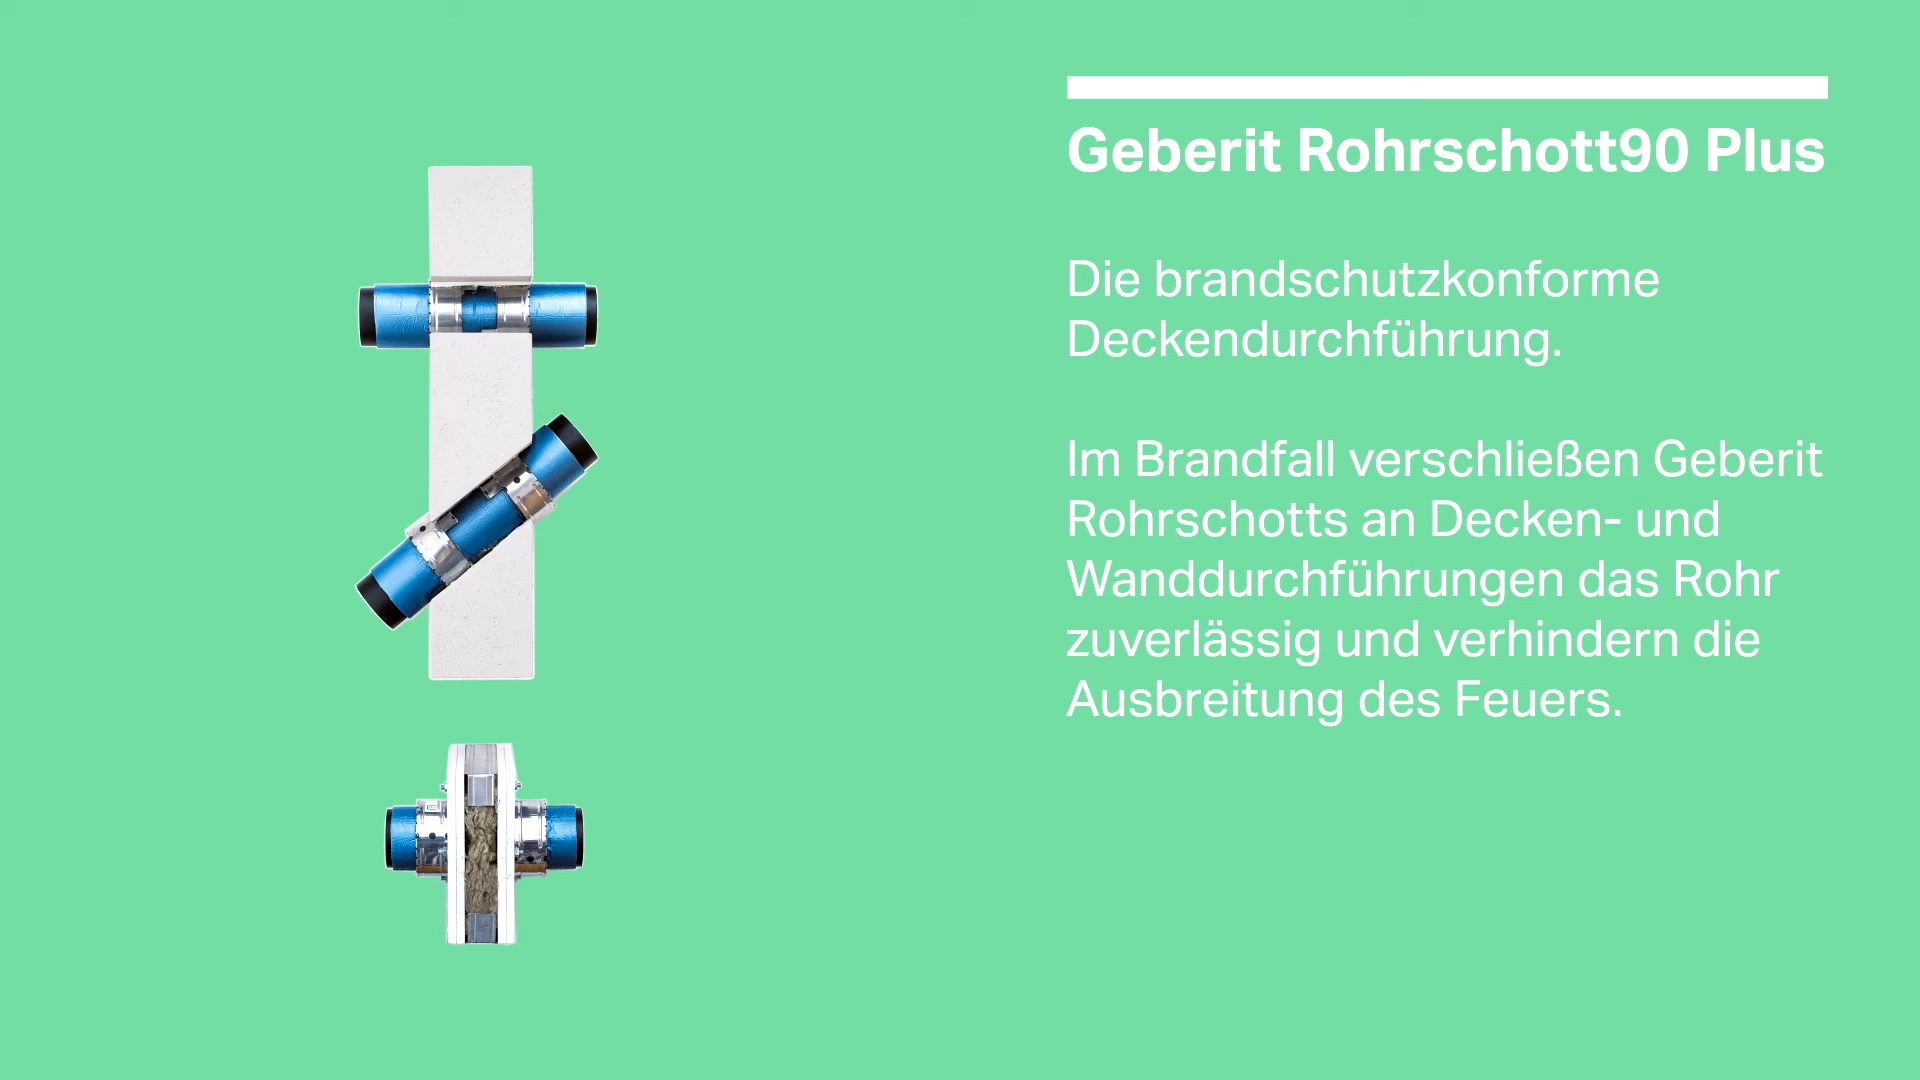 Geberit Rohrschott90 Plus
Die brandschutzkonforme
Deckendurchführung.
Im Brandfall verschließen Geberit
Rohrschotts an Decken- und
Wanddurchführungen das Rohr
zuverlässig und verhindern die
Ausbreitung des Feuers.